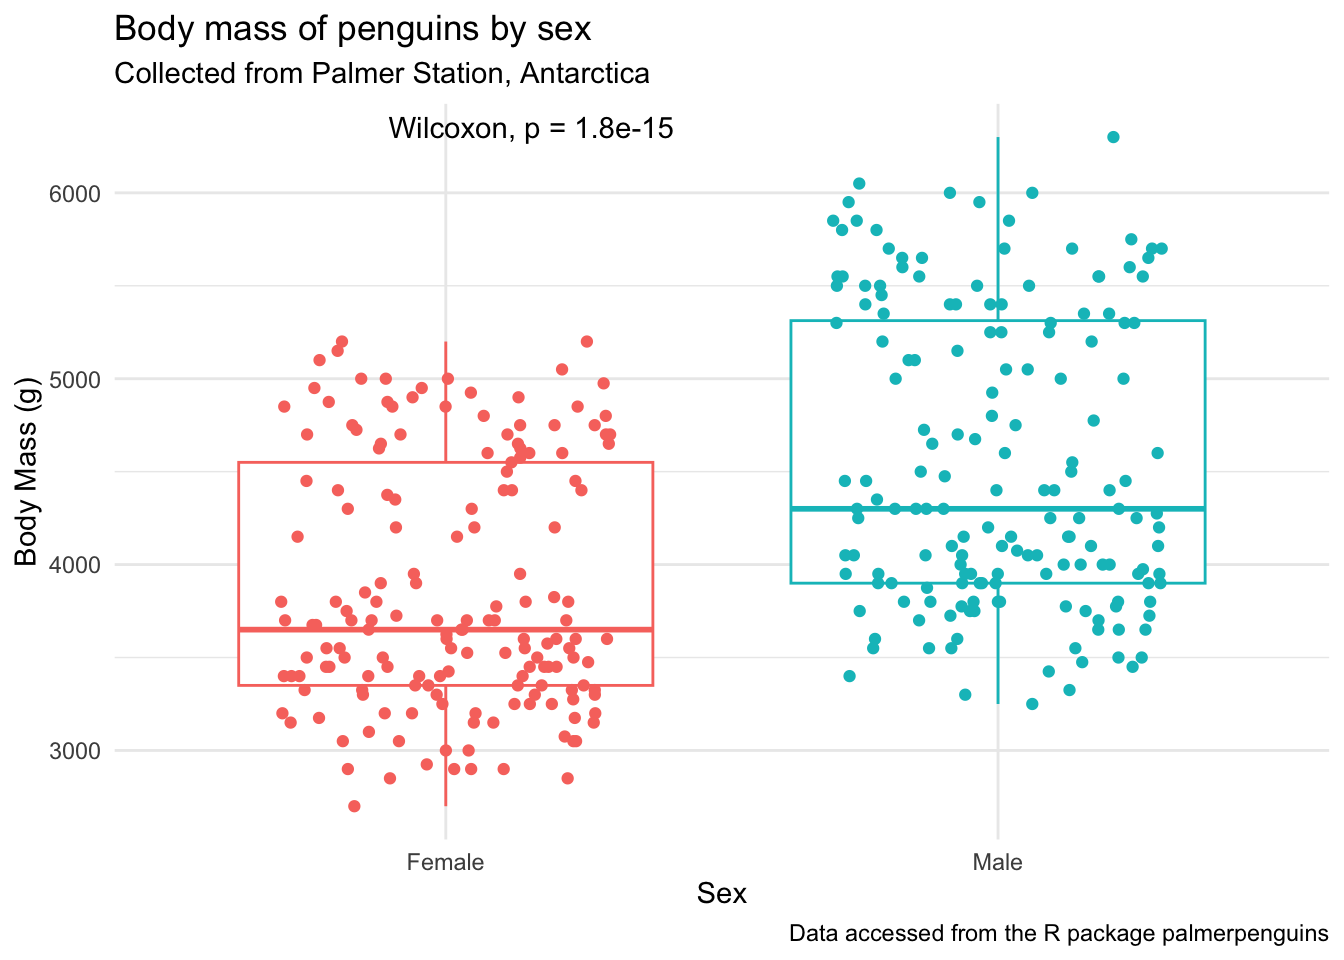 Body mass of penguins by sex
Collected from Palmer Station, Antarctica
Wilcoxon, p = 1.8e-15
6000
5000
4000
3000
Body Mass (g)
Female
Male
Sex
Data accessed from the R package palmerpenguins